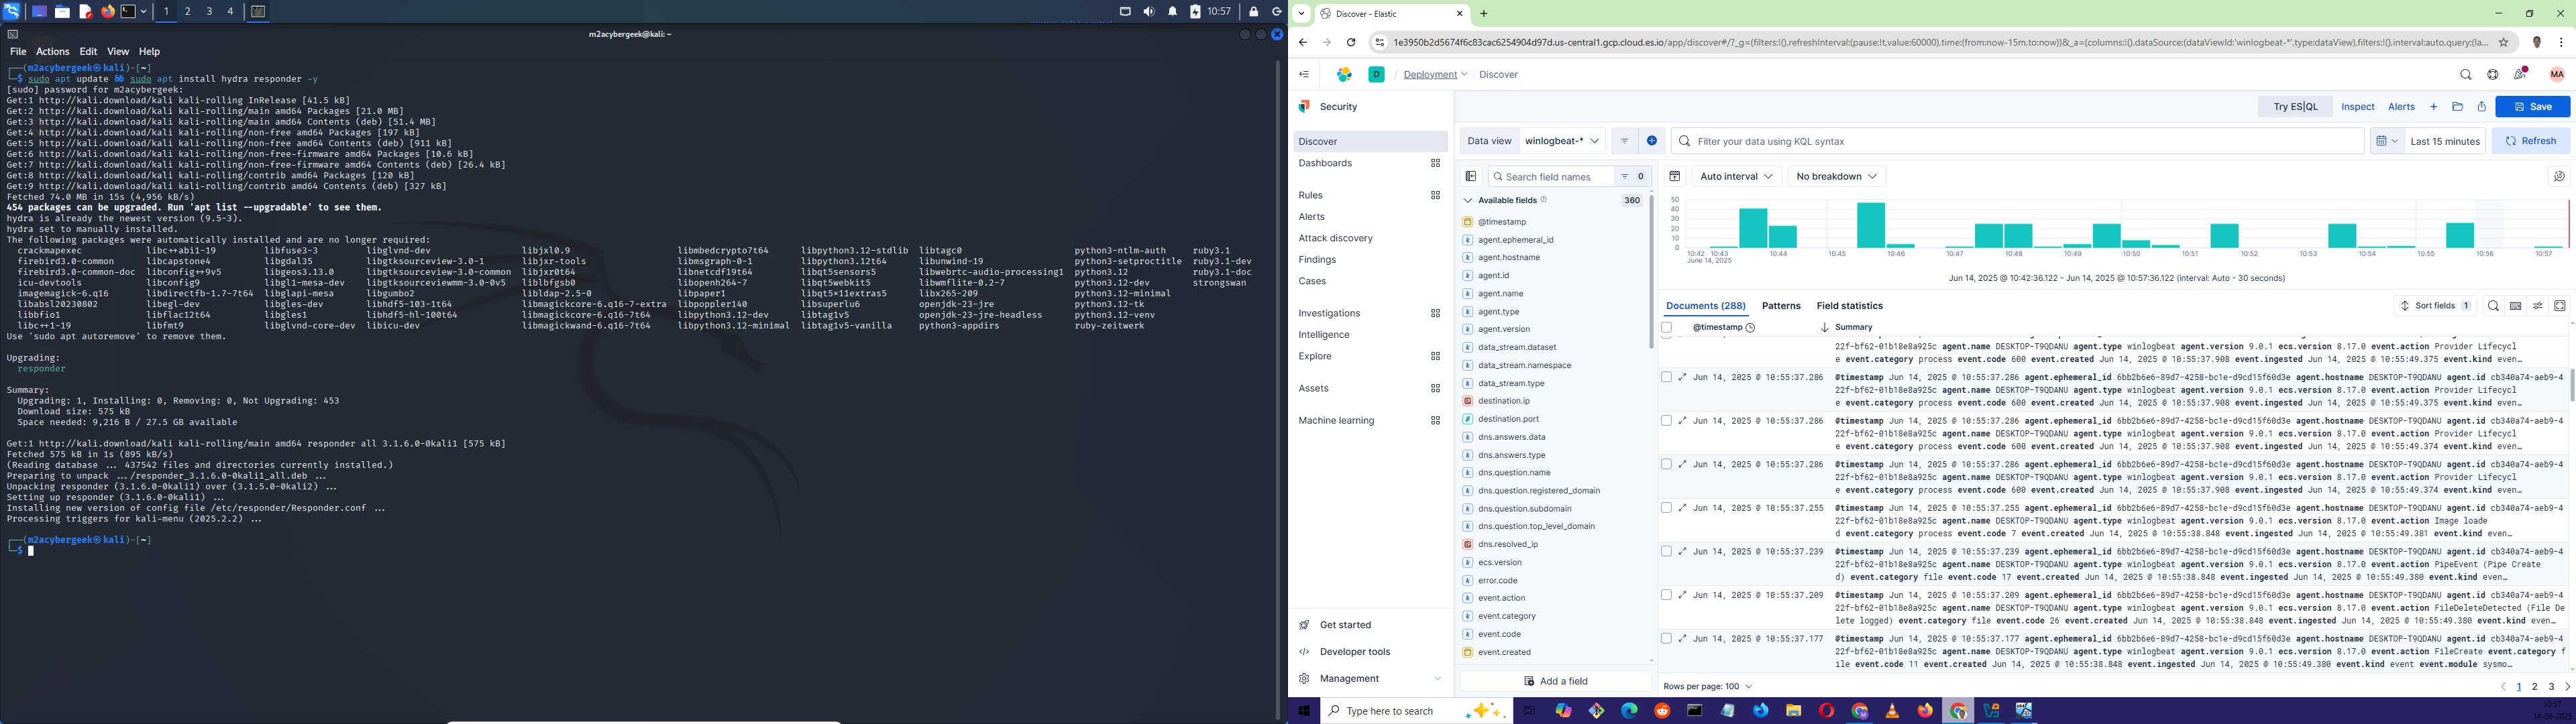 1 2 3 4
10:57
m2acybergeek@kali: ~
File Actions Edit View Help
┌──(m2acybergeek㉿kali)-[~]
└─$ sudo apt update && sudo apt install hydra responder -y
[sudo] password for m2acybergeek:
Get:1 http://kali.download/kali kali-rolling InRelease [41.5 kB]
Get:2 http://kali.download/kali kali-rolling/main amd64 Packages [21.0 MB]
Get:3 http://kali.download/kali kali-rolling/main amd64 Contents (deb) [51.4 MB]
Get:4 http://kali.download/kali kali-rolling/non-free amd64 Packages [197 kB]
Get:5 http://kali.download/kali kali-rolling/non-free amd64 Contents (deb) [911 kB]
Get:6 http://kali.download/kali kali-rolling/non-free-firmware amd64 Packages [10.6 kB]
Get:7 http://kali.download/kali kali-rolling/non-free-firmware amd64 Contents (deb) [26.4 kB]
Get:8 http://kali.download/kali kali-rolling/contrib amd64 Packages [120 kB]
Get:9 http://kali.download/kali kali-rolling/contrib amd64 Contents (deb) [327 kB]
Fetched 74.0 MB in 15s (4,956 kB/s)
454 packages can be upgraded. Run 'apt list --upgradable' to see them.
hydra is already the newest version (9.5-3).
hydra set to manually installed.
The following packages were automatically installed and are no longer required:
crackmapexec libc++abi1-19 libfuse3-3 libglvnd-dev libjxl0.9 libmbedcrypto7t64 libpython3.12-stdlib libtagc0 python3-ntlm-auth ruby3.1
firebird3.0-common libcapstone4 libgdal35 libgtksourceview-3.0-1 libjxr-tools libmsgraph-0-1 libpython3.12t64 libunwind-19 python3-setproctitle ruby3.1-dev
firebird3.0-common-doc libconfig++9v5 libgeos3.13.0 libgtksourceview-3.0-common libjxr0t64 libnetcdf19t64 libqt5sensors5 libwebrtc-audio-processing1 python3.12 ruby3.1-doc
icu-devtools libconfig9 libgl1-mesa-dev libgtksourceviewmm-3.0-0v5 liblbfgsb0 libopenh264-7 libqt5webkit5 libwmflite-0.2-7 python3.12-dev strongswan
imagemagick-6.q16 libdirectfb-1.7-7t64 libglapi-mesa libgumbo2 libldap-2.5-0 libpaper1 libqt5×11extras5 libx265-209 python3.12-minimal
libabsl20230802 libegl-dev libgles-dev libhdf5-103-1t64 libmagickcore-6.q16-7-extra libpoppler140 libsuperlu6 openjdk-23-jre python3.12-tk
libbfio1 libflac12t64 libgles1 libhdf5-hl-100t64 libmagickcore-6.q16-7t64 libpython3.12-dev libtag1v5 openjdk-23-jre-headless python3.12-venv
libc++1-19 libfmt9 libglvnd-core-dev libicu-dev libmagickwand-6.q16-7t64 libpython3.12-minimal libtag1v5-vanilla python3-appdirs ruby-zeitwerk
Use 'sudo apt autoremove' to remove them.
Upgrading:
responder
Summary:
Upgrading: 1, Installing: 0, Removing: 0, Not Upgrading: 453
Download size: 575 kB
Space needed: 9,216 B / 27.5 GB available
Get:1 http://kali.download/kali kali-rolling/main amd64 responder all 3.1.6.0-0kali1 [575 kB]
Fetched 575 kB in 1s (895 kB/s)
(Reading database ... 437542 files and directories currently installed.)
Preparing to unpack .../responder_3.1.6.0-0kali1_all.deb ...
Unpacking responder (3.1.6.0-0kali1) over (3.1.5.0-0kali2) ...
Setting up responder (3.1.6.0-0kali1) ...
Installing new version of config file /etc/responder/Responder.conf ...
Processing triggers for kali-menu (2025.2.2) ...
┌──(m2acybergeek㉿kali)-[~]
└─$
Discover - Elastic
1e3950b2d5674f6c83cac6254904d97d.us-central1.gcp.cloud.es.io/app/discover#/?_g=(filters:!(),refreshInterval:(pause:!t,value:60000),time:(from:now-15m,to:now))&_a=(columns:!(),dataSource:(dataViewId:'winlogbeat-*',type:dataView),filters:!(),interval:auto,query:(la...
D / Deployment / Discover
MA
Security
Try ES|QL Inspect Alerts Save
Discover
Dashboards
Rules
Alerts
Attack discovery
Findings
Cases
Investigations
Intelligence
Explore
Assets
Machine learning
Get started
Developer tools
Management
Data view winlogbeat-* Filter your data using KQL syntax Last 15 minutes Refresh
Search field names 0
Available fields 360
@timestamp
agent.ephemeral_id
agent.hostname
agent.id
agent.name
agent.type
agent.version
data_stream.dataset
data_stream.namespace
data_stream.type
destination.ip
destination.port
dns.answers.data
dns.answers.type
dns.question.name
dns.question.registered_domain
dns.question.subdomain
dns.question.top_level_domain
dns.resolved_ip
ecs.version
error.code
event.action
event.category
event.code
event.created
Add a field
Auto interval No breakdown
50
40
30
20
10
0
10:42 10:43 10:44 10:45 10:46 10:47 10:48 10:49 10:50 10:51 10:52 10:53 10:54 10:55 10:56 10:57
June 14, 2025
Jun 14, 2025 @ 10:42:36.122 - Jun 14, 2025 @ 10:57:36.122 (interval: Auto - 30 seconds)
Documents (288) Patterns Field statistics Sort fields 1
@timestamp Summary
22f-bf62-01b18e8a925c agent.name DESKTOP-T9QDANU agent.type winlogbeat agent.version 9.0.1 ecs.version 8.17.0 event.action Provider Lifecycl
e event.category process event.code 600 event.created Jun 14, 2025 @ 10:55:37.908 event.ingested Jun 14, 2025 @ 10:55:49.375 event.kind even...
Jun 14, 2025 @ 10:55:37.286 @timestamp Jun 14, 2025 @ 10:55:37.286 agent.ephemeral_id 6bb2b6e6-89d7-4258-bc1e-d9cd15f60d3e agent.hostname DESKTOP-T9QDANU agent.id cb340a74-aeb9-4
22f-bf62-01b18e8a925c agent.name DESKTOP-T9QDANU agent.type winlogbeat agent.version 9.0.1 ecs.version 8.17.0 event.action Provider Lifecycl
e event.category process event.code 600 event.created Jun 14, 2025 @ 10:55:37.908 event.ingested Jun 14, 2025 @ 10:55:49.375 event.kind even...
Jun 14, 2025 @ 10:55:37.286 @timestamp Jun 14, 2025 @ 10:55:37.286 agent.ephemeral_id 6bb2b6e6-89d7-4258-bc1e-d9cd15f60d3e agent.hostname DESKTOP-T9QDANU agent.id cb340a74-aeb9-4
22f-bf62-01b18e8a925c agent.name DESKTOP-T9QDANU agent.type winlogbeat agent.version 9.0.1 ecs.version 8.17.0 event.action Provider Lifecycl
e event.category process event.code 600 event.created Jun 14, 2025 @ 10:55:37.908 event.ingested Jun 14, 2025 @ 10:55:49.374 event.kind even...
Jun 14, 2025 @ 10:55:37.286 @timestamp Jun 14, 2025 @ 10:55:37.286 agent.ephemeral_id 6bb2b6e6-89d7-4258-bc1e-d9cd15f60d3e agent.hostname DESKTOP-T9QDANU agent.id cb340a74-aeb9-4
22f-bf62-01b18e8a925c agent.name DESKTOP-T9QDANU agent.type winlogbeat agent.version 9.0.1 ecs.version 8.17.0 event.action Provider Lifecycl
e event.category process event.code 600 event.created Jun 14, 2025 @ 10:55:37.908 event.ingested Jun 14, 2025 @ 10:55:49.374 event.kind even...
Jun 14, 2025 @ 10:55:37.255 @timestamp Jun 14, 2025 @ 10:55:37.255 agent.ephemeral_id 6bb2b6e6-89d7-4258-bc1e-d9cd15f60d3e agent.hostname DESKTOP-T9QDANU agent.id cb340a74-aeb9-4
22f-bf62-01b18e8a925c agent.name DESKTOP-T9QDANU agent.type winlogbeat agent.version 9.0.1 ecs.version 8.17.0 event.action Image loade
d event.category process event.code 7 event.created Jun 14, 2025 @ 10:55:38.848 event.ingested Jun 14, 2025 @ 10:55:49.381 event.kind even...
Jun 14, 2025 @ 10:55:37.239 @timestamp Jun 14, 2025 @ 10:55:37.239 agent.ephemeral_id 6bb2b6e6-89d7-4258-bc1e-d9cd15f60d3e agent.hostname DESKTOP-T9QDANU agent.id cb340a74-aeb9-4
22f-bf62-01b18e8a925c agent.name DESKTOP-T9QDANU agent.type winlogbeat agent.version 9.0.1 ecs.version 8.17.0 event.action PipeEvent (Pipe Create
d) event.category file event.code 17 event.created Jun 14, 2025 @ 10:55:38.848 event.ingested Jun 14, 2025 @ 10:55:49.380 event.kind even...
Jun 14, 2025 @ 10:55:37.209 @timestamp Jun 14, 2025 @ 10:55:37.209 agent.ephemeral_id 6bb2b6e6-89d7-4258-bc1e-d9cd15f60d3e agent.hostname DESKTOP-T9QDANU agent.id cb340a74-aeb9-4
22f-bf62-01b18e8a925c agent.name DESKTOP-T9QDANU agent.type winlogbeat agent.version 9.0.1 ecs.version 8.17.0 event.action FileDeleteDetected (File De
lete logged) event.category file event.code 26 event.created Jun 14, 2025 @ 10:55:38.848 event.ingested Jun 14, 2025 @ 10:55:49.380 event.kind even...
Jun 14, 2025 @ 10:55:37.177 @timestamp Jun 14, 2025 @ 10:55:37.177 agent.ephemeral_id 6bb2b6e6-89d7-4258-bc1e-d9cd15f60d3e agent.hostname DESKTOP-T9QDANU agent.id cb340a74-aeb9-4
22f-bf62-01b18e8a925c agent.name DESKTOP-T9QDANU agent.type winlogbeat agent.version 9.0.1 ecs.version 8.17.0 event.action FileCreate event.category f
ile event.code 11 event.created Jun 14, 2025 @ 10:55:38.848 event.ingested Jun 14, 2025 @ 10:55:49.380 event.kind event event.module sysmo...
Rows per page: 100 1 2 3
Type here to search
10:57